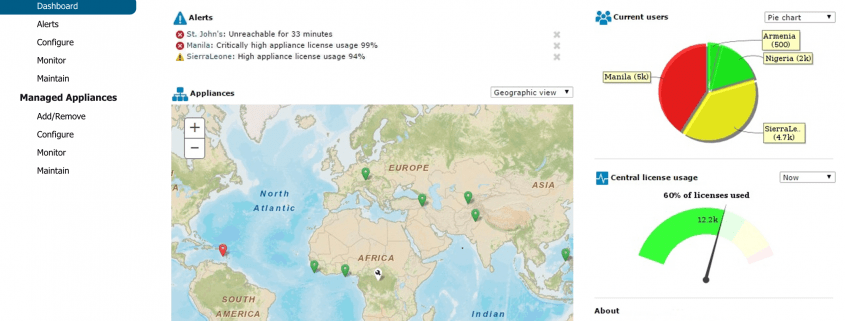 Dashboard
Alerts
Configure
Monitor
Maintain
Managed Appliances
Add/Remove
Configure
Monitor
Maintain
Alerts
St. John's: Unreachable for 33 minutes
Manila: Critically high appliance license usage 99%
SierraLeone: High appliance license usage 94%
Appliances
Geographic view
+
−
North
Atlantic
EUROPE
ASIA
AFRICA
SOUTH
AMERICA
Indian
Current users
Pie chart
Armenia
(500)
Nigeria (2k)
Manila (5k)
SierraLe..
(4.7k)
Central license usage
Now
60% of licenses used
12.2k
About